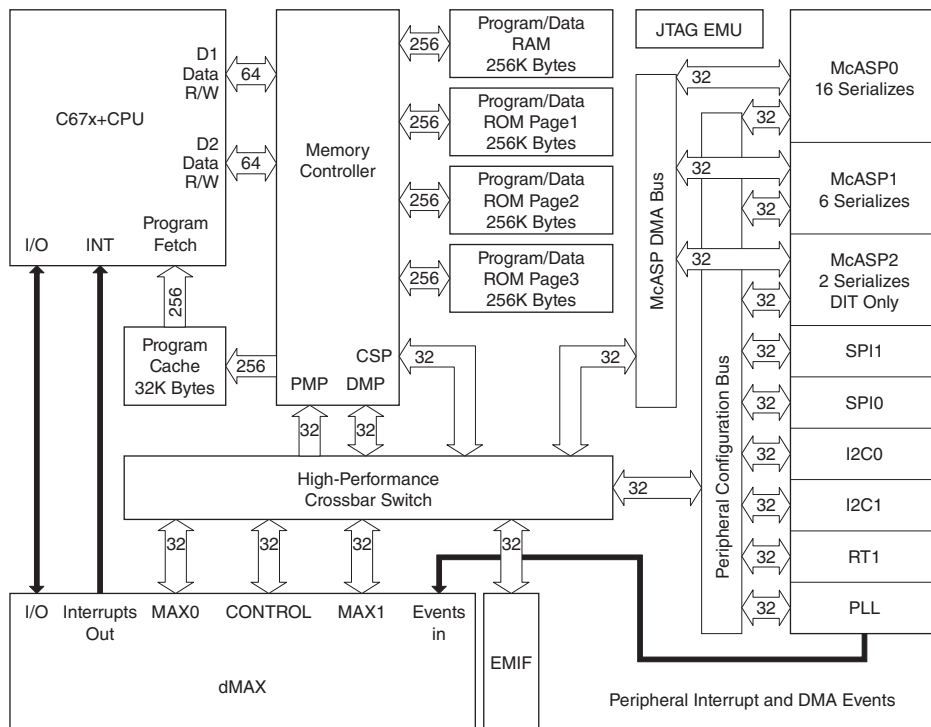 C67x+CPU
D1
Data
R/W
D2
Data
R/W
I/O
INT
Program
Fetch
64
64
256
Program
Cache
32K Bytes
256
Memory
Controller
CSP
PMP
DMP
256
256
256
256
Program/Data
RAM
256K Bytes
Program/Data
ROM Page1
256K Bytes
Program/Data
ROM Page2
256K Bytes
Program/Data
ROM Page3
256K Bytes
32
32
32
32
High-Performance
Crossbar Switch
32
32
32
32
32
I/O
Interrupts
Out
MAX0
CONTROL
MAX1
Events
in
dMAX
EMIF
JTAG EMU
McASP DMA Bus
Peripheral Configuration Bus
32
32
32
32
32
32
32
32
32
32
32
32
McASP0
16 Serializes
McASP1
6 Serializes
McASP2
2 Serializes
DIT Only
SPI1
SPI0
I2C0
I2C1
RT1
PLL
Peripheral Interrupt and DMA Events